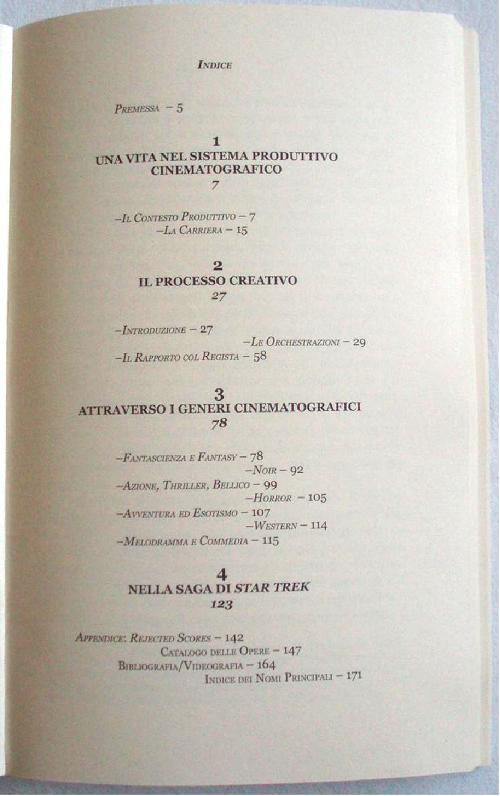 INDICE
PREMESSA – 5
1
UNA VITA NEL SISTEMA PRODUTTIVO
CINEMATOGRAFICO
7
–IL CONTESTO PRODUTTIVO – 7
–LA CARRIERA – 15
2
IL PROCESSO CREATIVO
27
–INTRODUZIONE – 27
–LE ORCHESTRAZIONI – 29
–IL RAPPORTO COL REGISTA – 58
3
ATTRAVERSO I GENERI CINEMATOGRAFICI
78
–FANTASCIENZA E FANTASY – 78
–NOIR – 92
–AZIONE, THRILLER, BELLICO – 99
–HORROR – 105
–AVVENTURA ED ESOTISMO – 107
–WESTERN – 114
–MELODRAMMA E COMMEDIA – 115
4
NELLA SAGA DI STAR TREK
123
APPENDICE: REJECTED SCORES – 142
CATALOGO DELLE OPERE – 147
BIBLIOGRAFIA/VIDEOGRAFIA – 164
INDICE DEI NOMI PRINCIPALI – 171